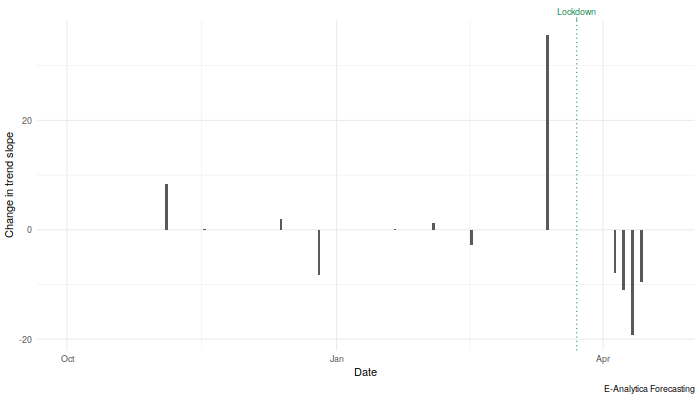 Lockdown
20
0
-20
Change in trend slope
Oct
Jan
Apr
Date
E-Analytica Forecasting